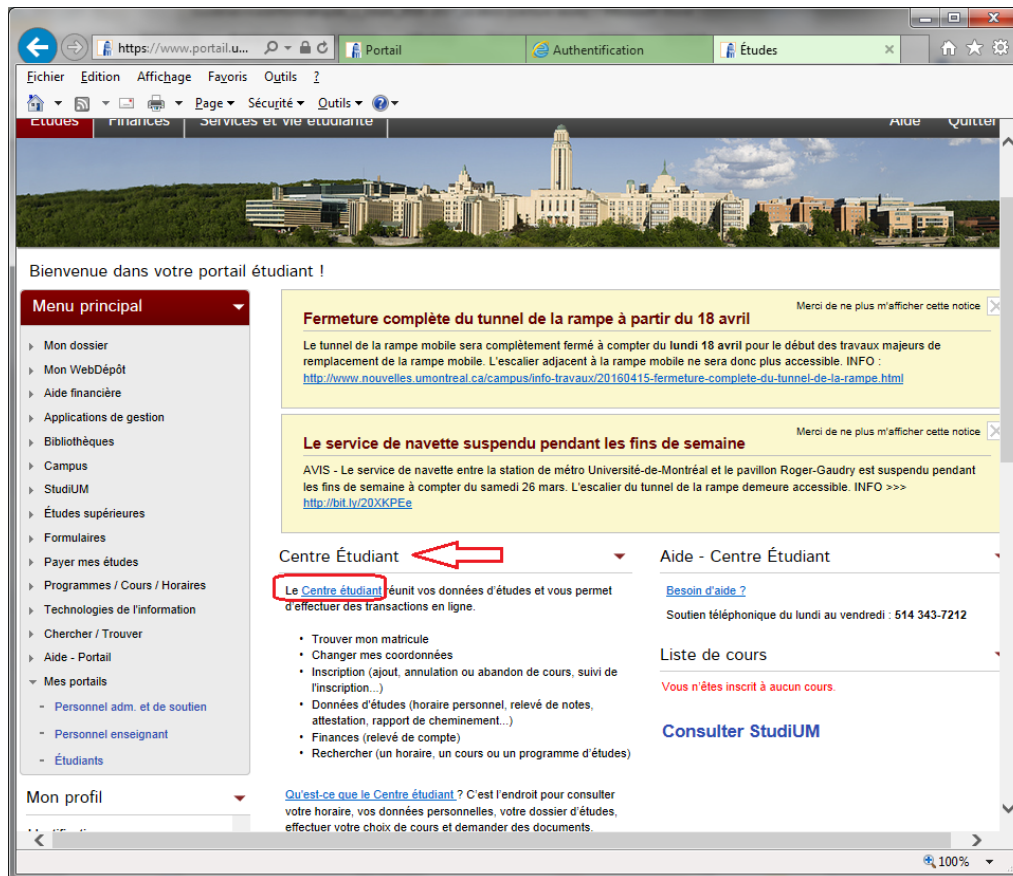 https://www.portail.u...
Portail
Authentification
Études
Fichier Edition Affichage Favoris Outils ?
Page Sécurité Outils
Études Finances Services et vie étudiante Aide Quitter
Bienvenue dans votre portail étudiant !
Menu principal
Mon dossier
Mon WebDépôt
Aide financière
Applications de gestion
Bibliothèques
Campus
StudiUM
Études supérieures
Formulaires
Payer mes études
Programmes / Cours / Horaires
Technologies de l'information
Chercher / Trouver
Aide - Portail
Mes portails
- Personnel adm. et de soutien
- Personnel enseignant
- Étudiants
Mon profil
Merci de ne plus m'afficher cette notice
Fermeture complète du tunnel de la rampe à partir du 18 avril
Le tunnel de la rampe mobile sera complètement fermé à compter du lundi 18 avril pour le début des travaux majeurs de
remplacement de la rampe mobile. L'escalier adjacent à la rampe mobile ne sera donc plus accessible. INFO :
http://www.nouvelles.umontreal.ca/campus/info-travaux/20160415-fermeture-complete-du-tunnel-de-la-rampe.html
Merci de ne plus m'afficher cette notice
Le service de navette suspendu pendant les fins de semaine
AVIS - Le service de navette entre la station de métro Université-de-Montréal et le pavillon Roger-Gaudry est suspendu pendant
les fins de semaine à compter du samedi 26 mars. L'escalier du tunnel de la rampe demeure accessible. INFO >>>
http://bit.ly/20XKPEe
Centre Étudiant
Le Centre étudiant réunit vos données d'études et vous permet
d'effectuer des transactions en ligne.
• Trouver mon matricule
• Changer mes coordonnées
• Inscription (ajout, annulation ou abandon de cours, suivi de
l'inscription...)
• Données d'études (horaire personnel, relevé de notes,
attestation, rapport de cheminement...)
• Finances (relevé de compte)
• Rechercher (un horaire, un cours ou un programme d'études)
Qu'est-ce que le Centre étudiant ? C'est l'endroit pour consulter
votre horaire, vos données personnelles, votre dossier d'études,
effectuer votre choix de cours et demander des documents.
Aide - Centre Étudiant
Besoin d'aide ?
Soutien téléphonique du lundi au vendredi : 514 343-7212
Liste de cours
Vous n'êtes inscrit à aucun cours.
Consulter StudiUM
100%